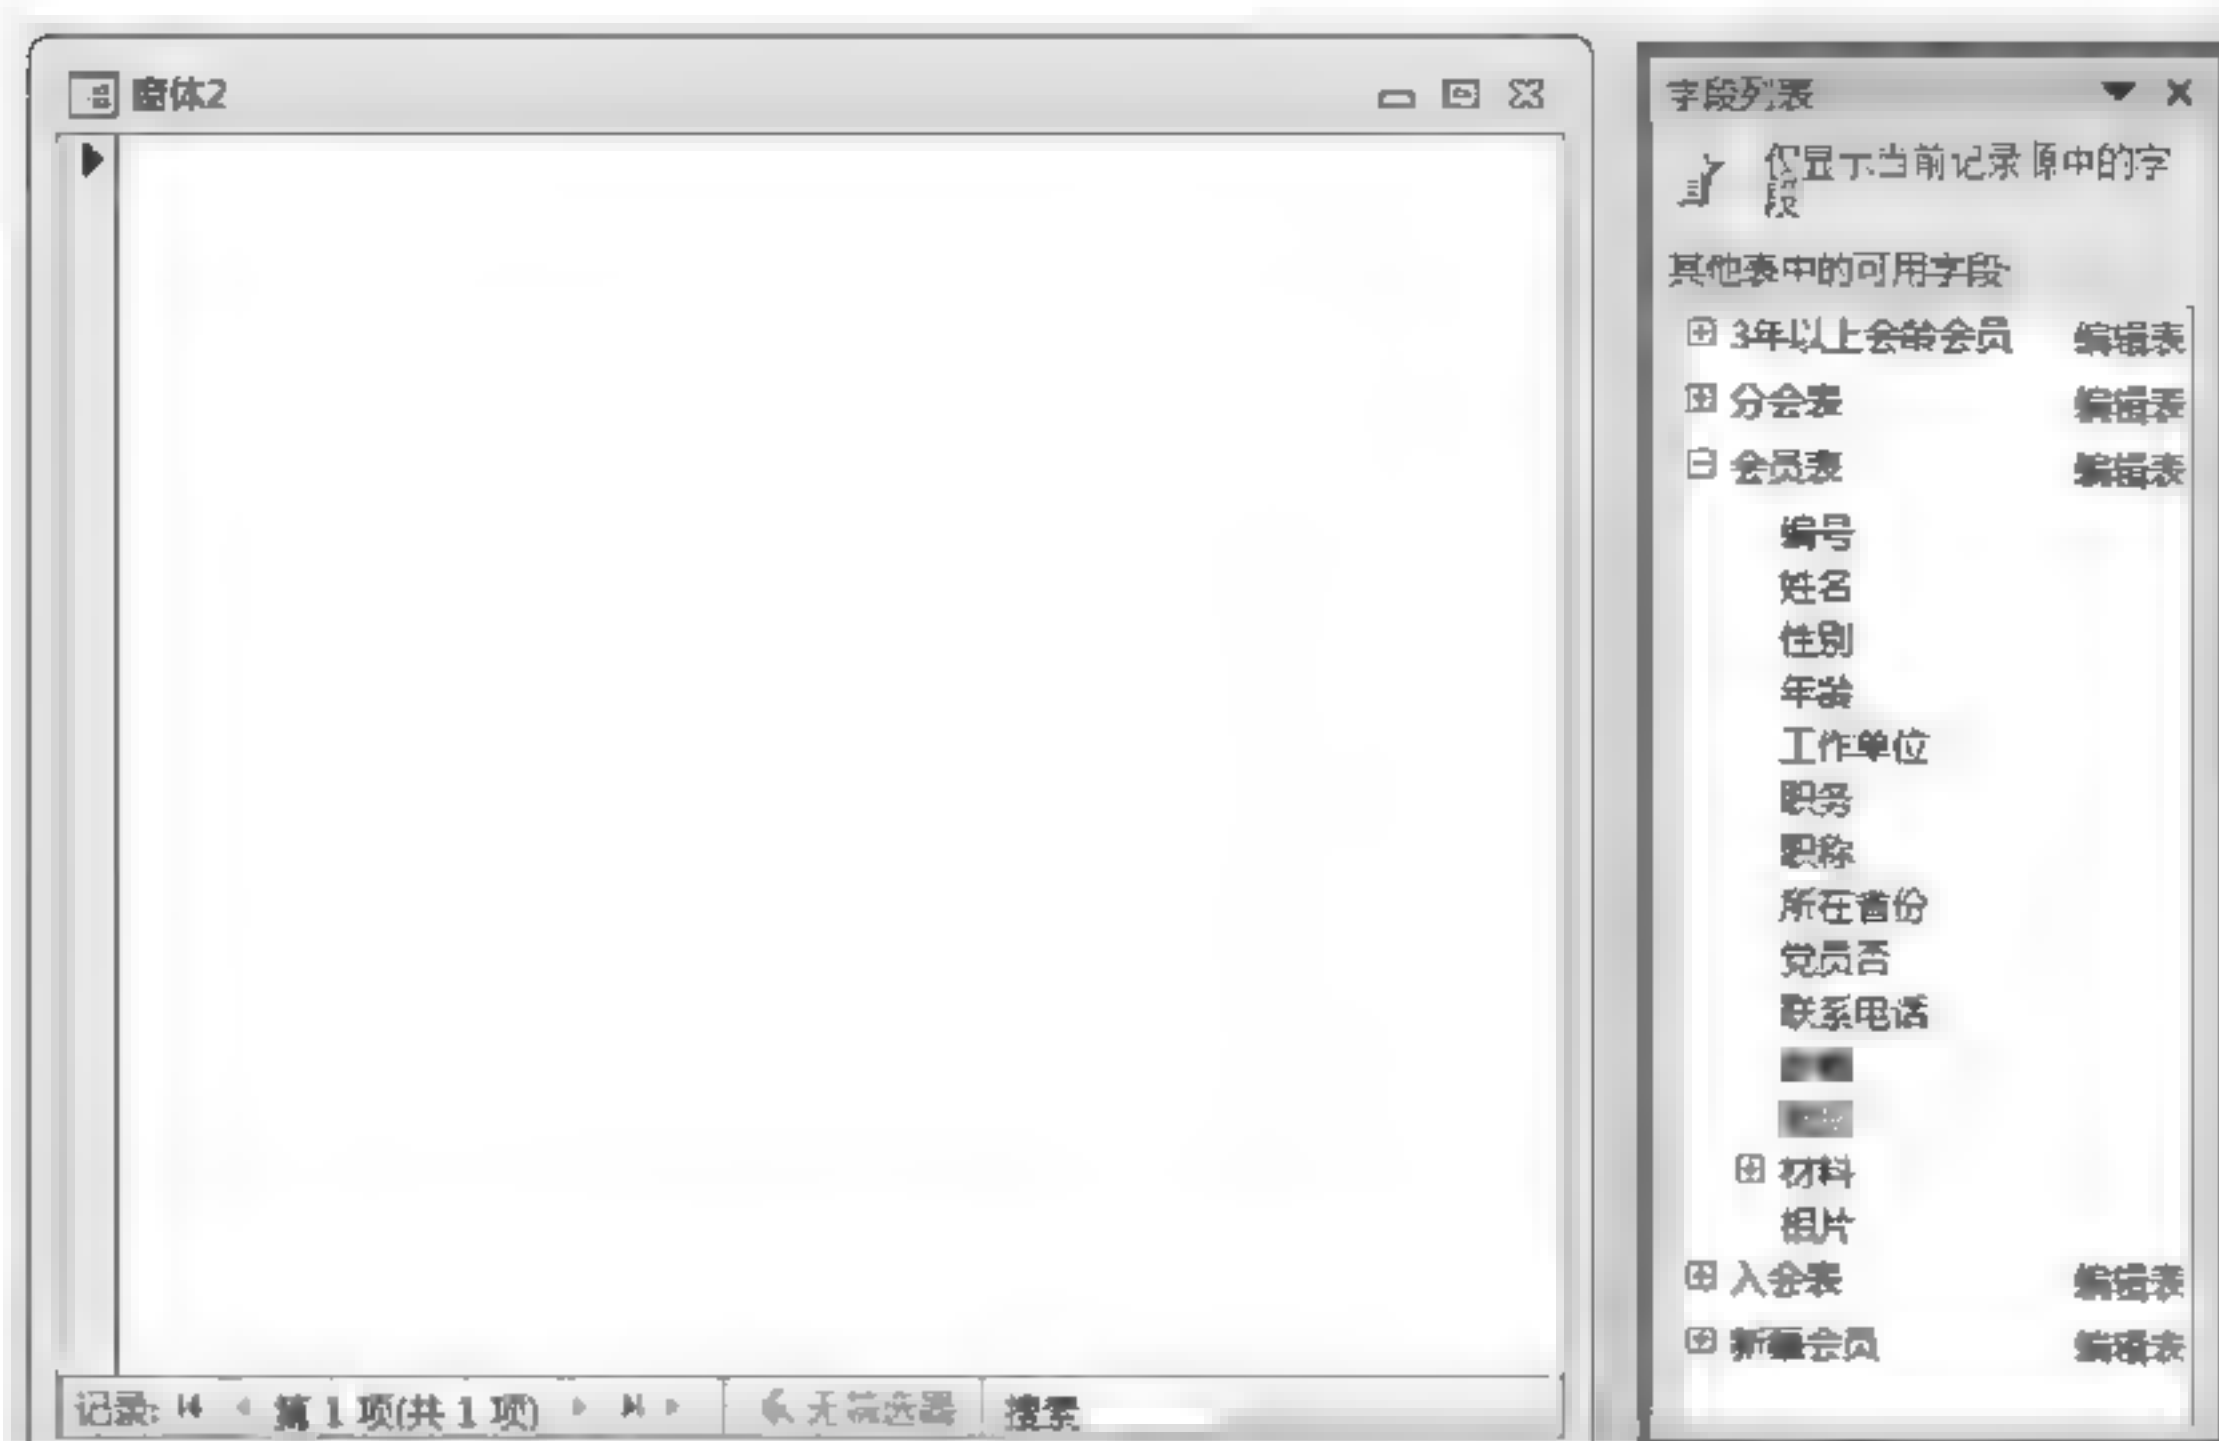 窗体2
记录: 第 1 项(共 1 项) 无筛选器 搜索
字段列表
仅显示当前记录源中的字
段
其他表中的可用字段:
3年以上会龄会员 编辑表
分会表 编辑表
会员表 编辑表
编号
姓名
性别
年龄
工作单位
职务
职称
所在省份
党员否
联系电话
材料
相片
入会表 编辑表
新疆会员 编辑表